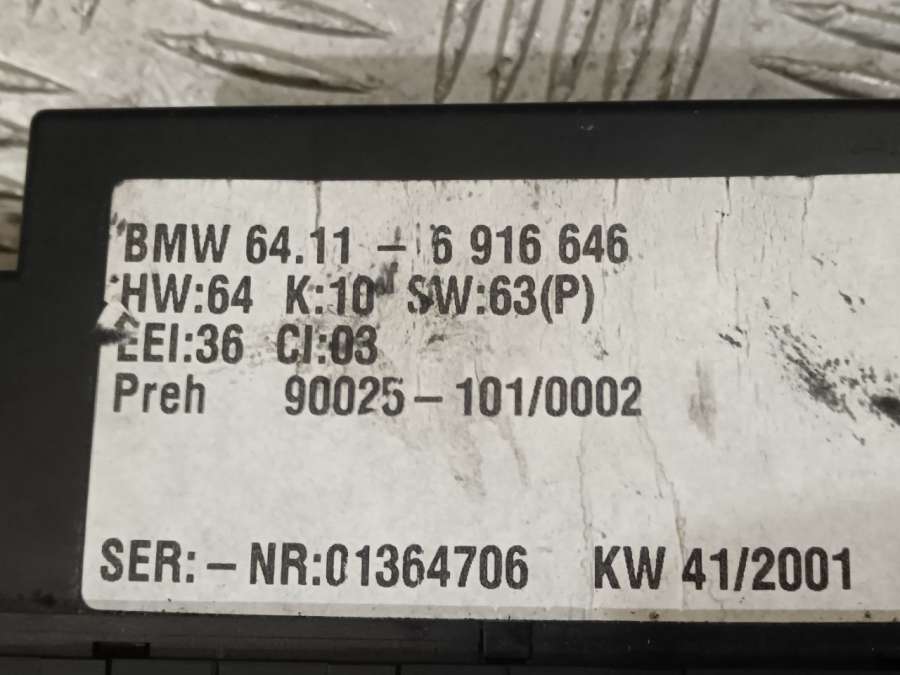 BMW 64.11 - 6 916 646
HW:64 K:10 SW:63(P)
EEI:36 CI:03
Preh 90025 - 101/0002
SER: - NR:01364706 KW 41/2001